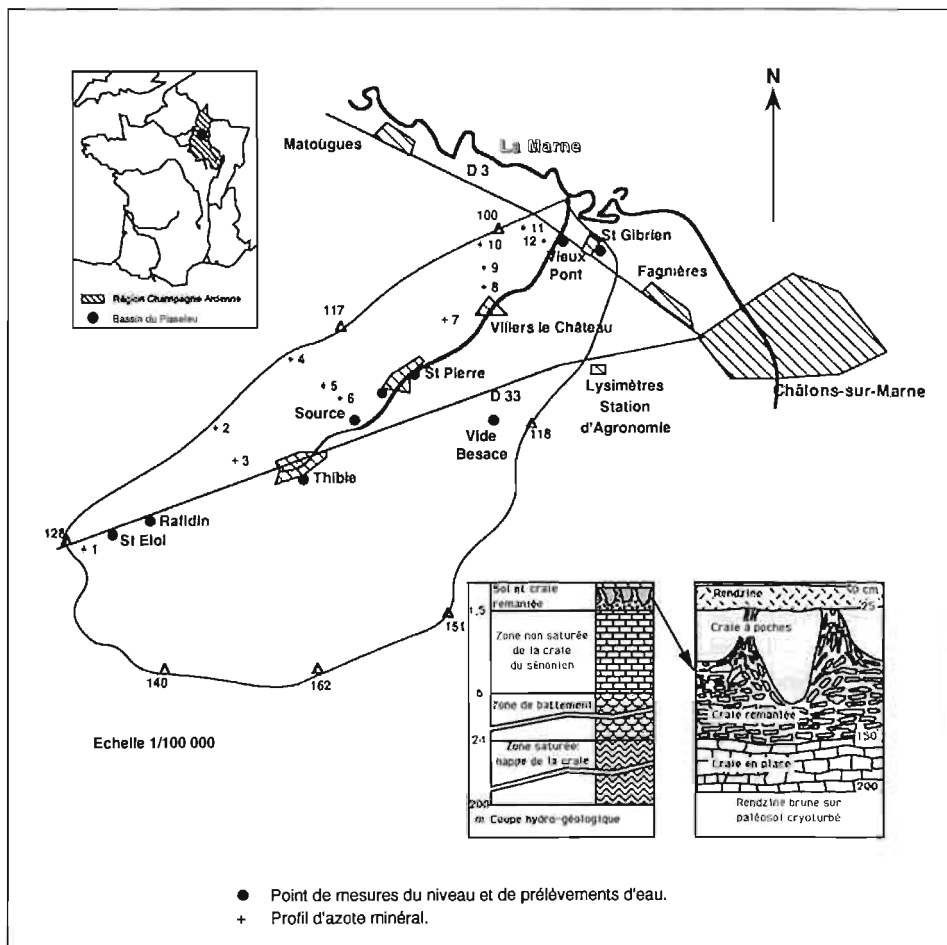 N
Matougues
La Marne
D 3
100
11
10
12
St Gibrien
Vieux
Pont
9
Fagnières
8
Région Champagne Ardenne
Bassin du Pisseleu
117
7
Villers le Château
4
St Pierre
Châlons-sur-Marne
5
Lysimètres
Station
d'Agronomie
6
D 33
Source
2
Vide
Besace
118
3
Thibie
128
Rafidin
1
St Eloi
151
140
162
Echelle 1/100 000
Sol et craie
remaniée
1,5
Zone non saturée
de la craie
du sénonien
Zone de battement
Zone saturée:
nappe de la craie
200
m Coupe hydro-géologique
Rendzine
cm
25
Craie à poches
Craie remaniée
150
Craie en place
200
Rendzine brune sur
paléosol cryoturbé
Point de mesures du niveau et de prélèvements d'eau.
+ Profil d'azote minéral.